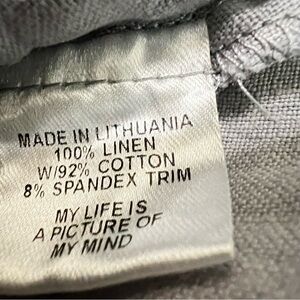 MADE IN LITHUANIA
100% LINEN
W/92% COTTON
8% SPANDEX TRIM
MY LIFE IS
A PICTURE OF
MY MIND